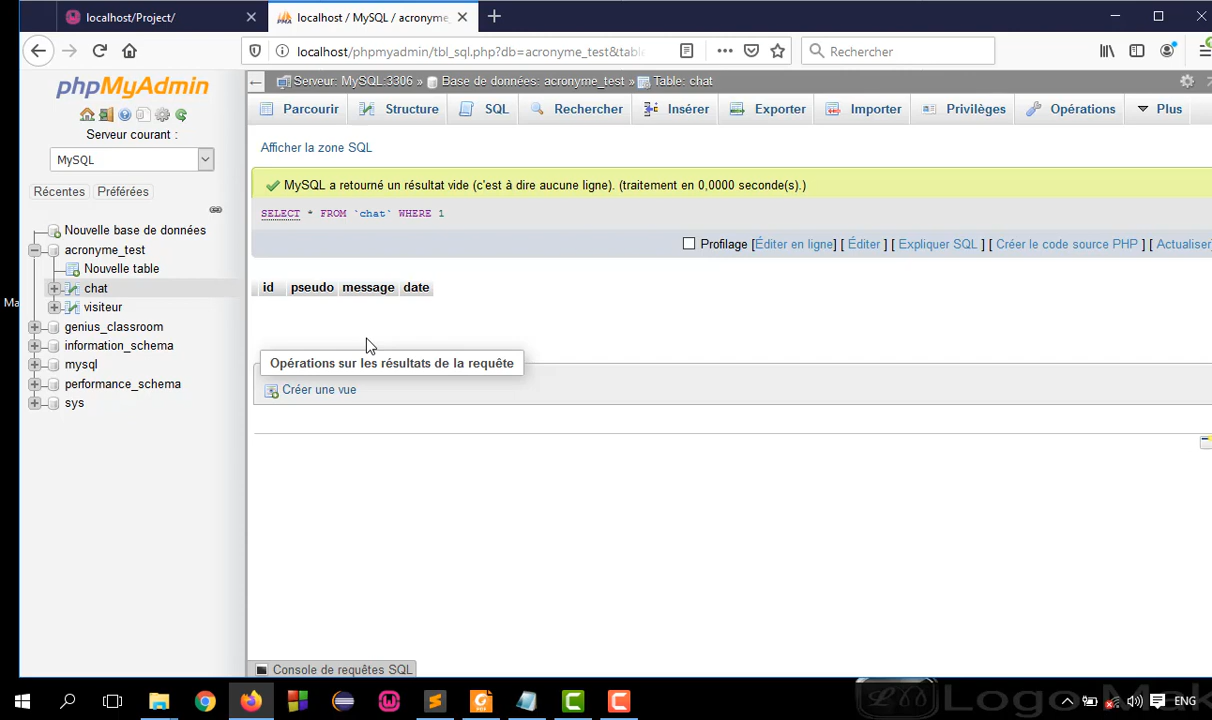 localhost/Project/
localhost / MySQL / acronyme_
localhost/phpmyadmin/tbl_sql.php?db=acronyme_test&table
Rechercher
phpMyAdmin
Serveur courant :
MySQL
Récentes
Préférées
Nouvelle base de données
acronyme_test
Nouvelle table
chat
visiteur
genius_classroom
information_schema
mysql
performance_schema
sys
Serveur: MySQL:3306 » Base de données: acronyme_test » Table: chat
Parcourir Structure SQL Rechercher Insérer Exporter Importer Privilèges Opérations Plus
Afficher la zone SQL
MySQL a retourné un résultat vide (c'est à dire aucune ligne). (traitement en 0,0000 seconde(s).)
SELECT * FROM `chat` WHERE 1
Profilage [Éditer en ligne] [ Éditer ] [ Expliquer SQL ] [ Créer le code source PHP ] [ Actualiser
id pseudo message date
Opérations sur les résultats de la requête
Créer une vue
Console de requêtes SQL
ENG